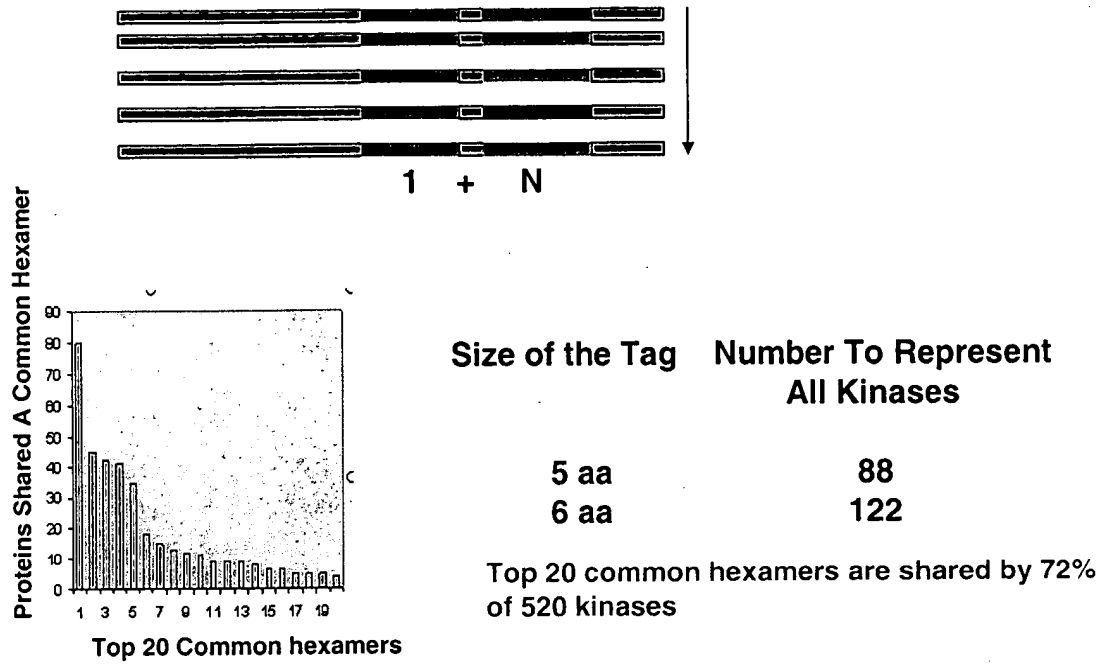 1 + N
Proteins Shared A Common Hexamer
90
80
70
60
50
40
30
20
10
0
1 3 5 7 9 11 13 15 17 19
Top 20 Common hexamers
Size of the Tag Number To Represent
All Kinases
5 aa 88
6 aa 122
Top 20 common hexamers are shared by 72%
of 520 kinases